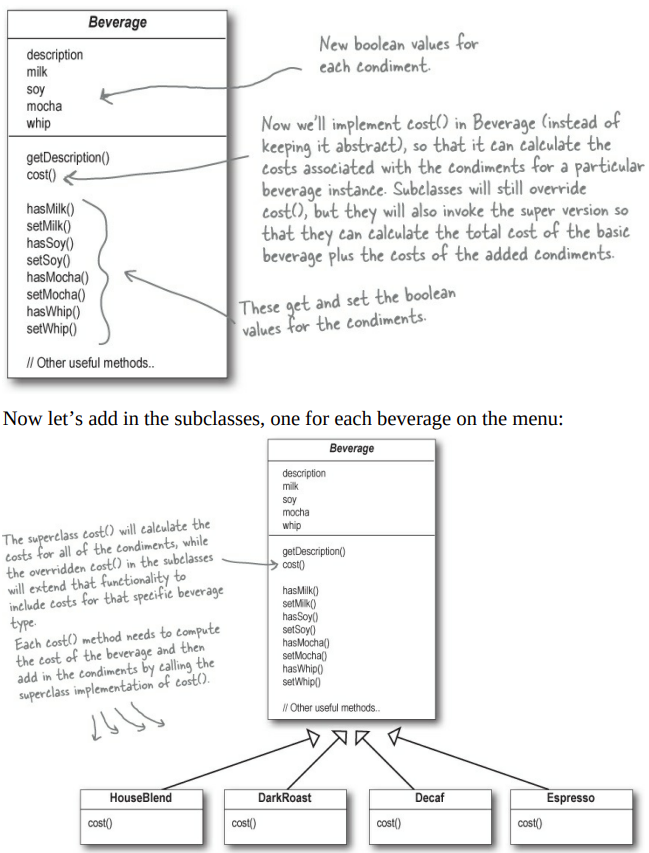 Beverage
description
milk
soy
mocha
whip
getDescription()
cost()
hasMilk()
setMilk()
hasSoy()
setSoy()
hasMocha()
setMocha()
hasWhip()
setWhip()
// Other useful methods..
New boolean values for
each condiment.
Now we'll implement cost() in Beverage (instead of
keeping it abstract), so that it can calculate the
costs associated with the condiments for a particular
beverage instance. Subclasses will still override
cost(), but they will also invoke the super version so
that they can calculate the total cost of the basic
beverage plus the costs of the added condiments.
These get and set the boolean
values for the condiments.
Now let’s add in the subclasses, one for each beverage on the menu:
The superclass cost() will calculate the
costs for all of the condiments, while
the overridden cost() in the subclasses
will extend that functionality to
include costs for that specific beverage
type.
Each cost() method needs to compute
the cost of the beverage and then
add in the condiments by calling the
superclass implementation of cost().
Beverage
description
milk
soy
mocha
whip
getDescription()
cost()
hasMilk()
setMilk()
hasSoy()
setSoy()
hasMocha()
setMocha()
hasWhip()
setWhip()
// Other useful methods..
HouseBlend
cost()
DarkRoast
cost()
Decaf
cost()
Espresso
cost()